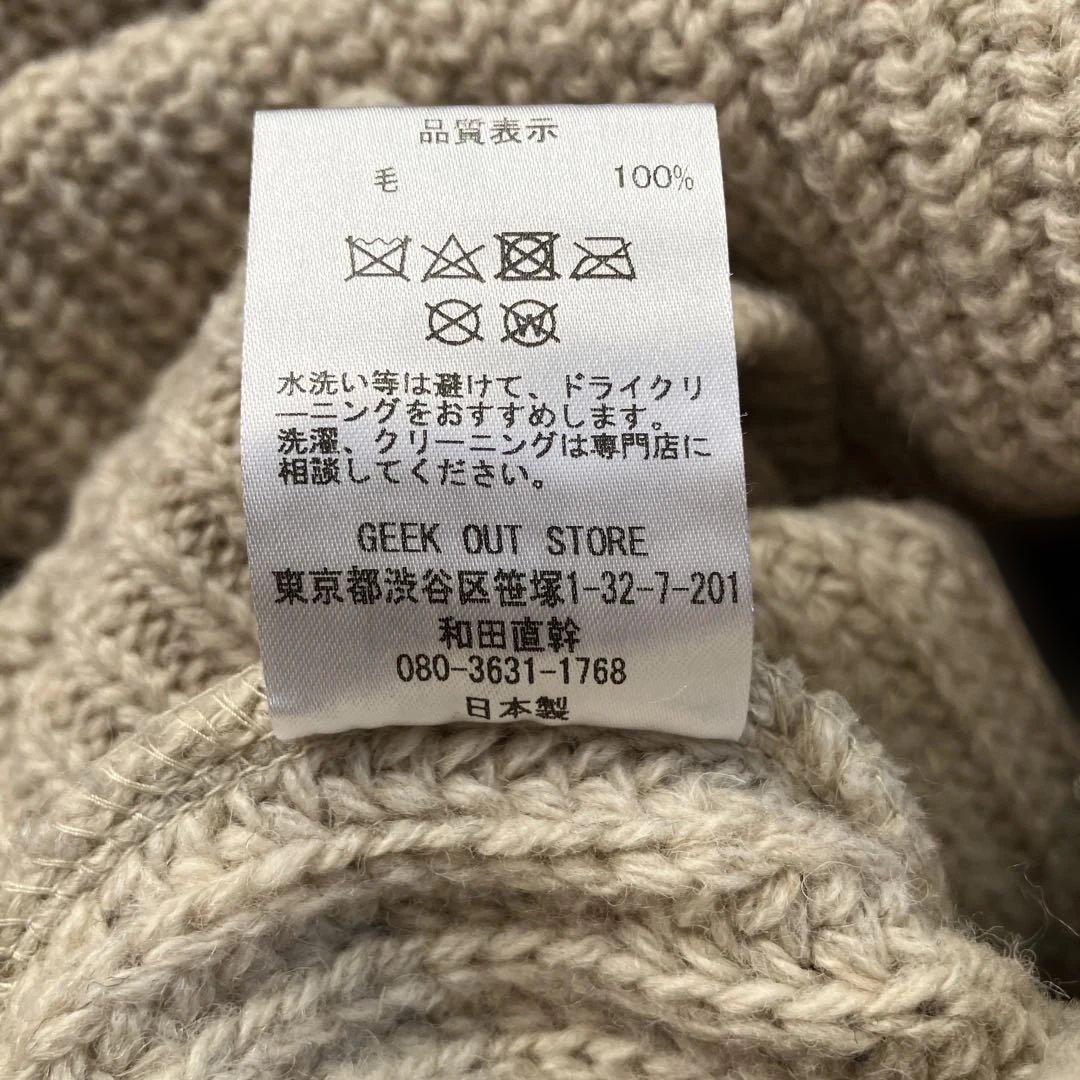 品質表示
毛 100%
W
水洗い等は避けて、ドライクリ
ーニングをおすすめします。
洗濯、クリーニングは専門店に
相談してください。
GEEK OUT STORE
東京都渋谷区笹塚1-32-7-201
和田直幹
080-3631-1768
日本製